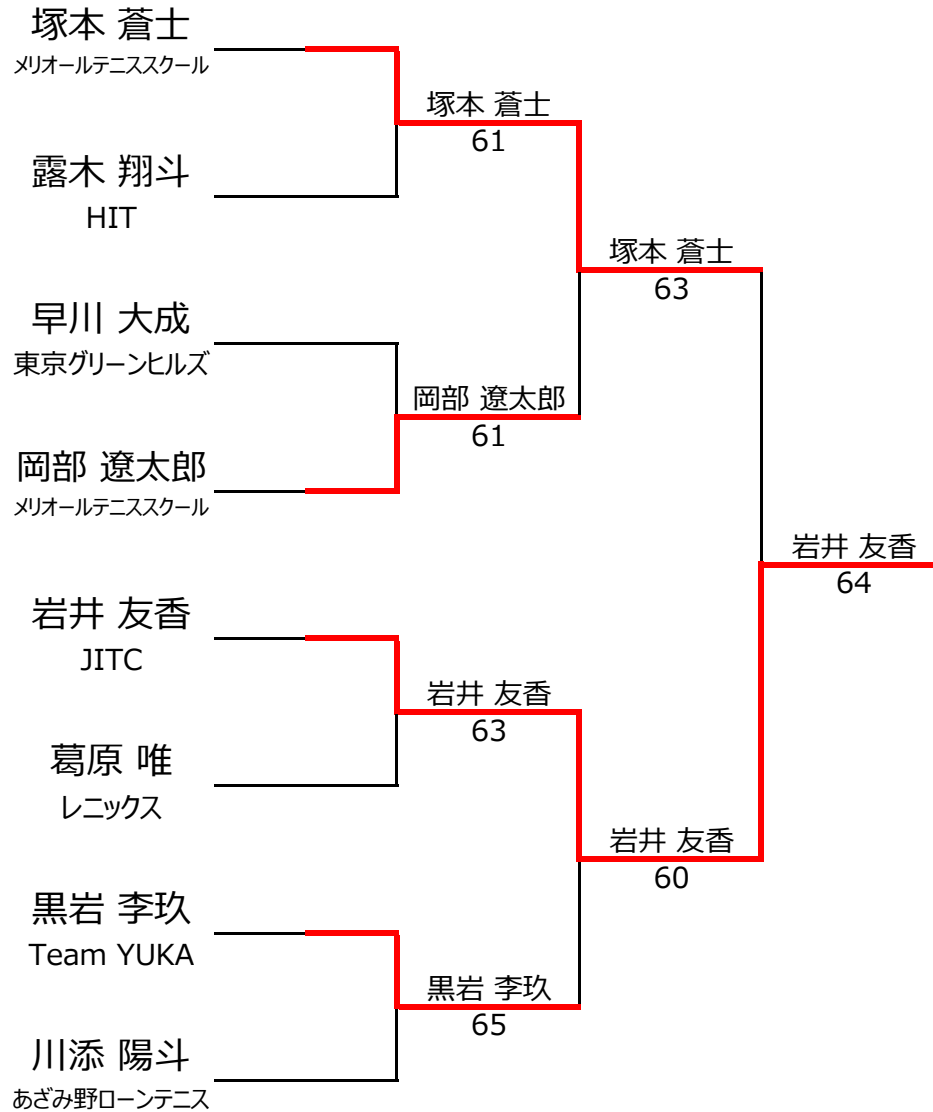 塚本 蒼士
メリオールテニススクール
塚本 蒼士
61
露木 翔斗
HIT
塚本 蒼士
63
早川 大成
東京グリーンヒルズ
岡部 遼太郎
61
岡部 遼太郎
メリオールテニススクール
岩井 友香
64
岩井 友香
JITC
岩井 友香
63
葛原 唯
レニックス
岩井 友香
60
黒岩 李玖
Team YUKA
黒岩 李玖
65
川添 陽斗
あざみ野ローンテニス